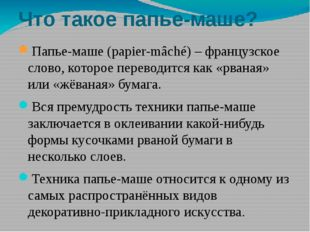 Что такое папье-маше?
Папье-маше (papier-mâché) – французское
слово, которое переводится как «рваная»
или «жёваная» бумага.
Вся премудрость техники папье-маше
заключается в оклеивании какой-нибудь
формы кусочками рваной бумаги в
несколько слоев.
Техника папье-маше относится к одному из
самых распространённых видов
декоративно-прикладного искусства.